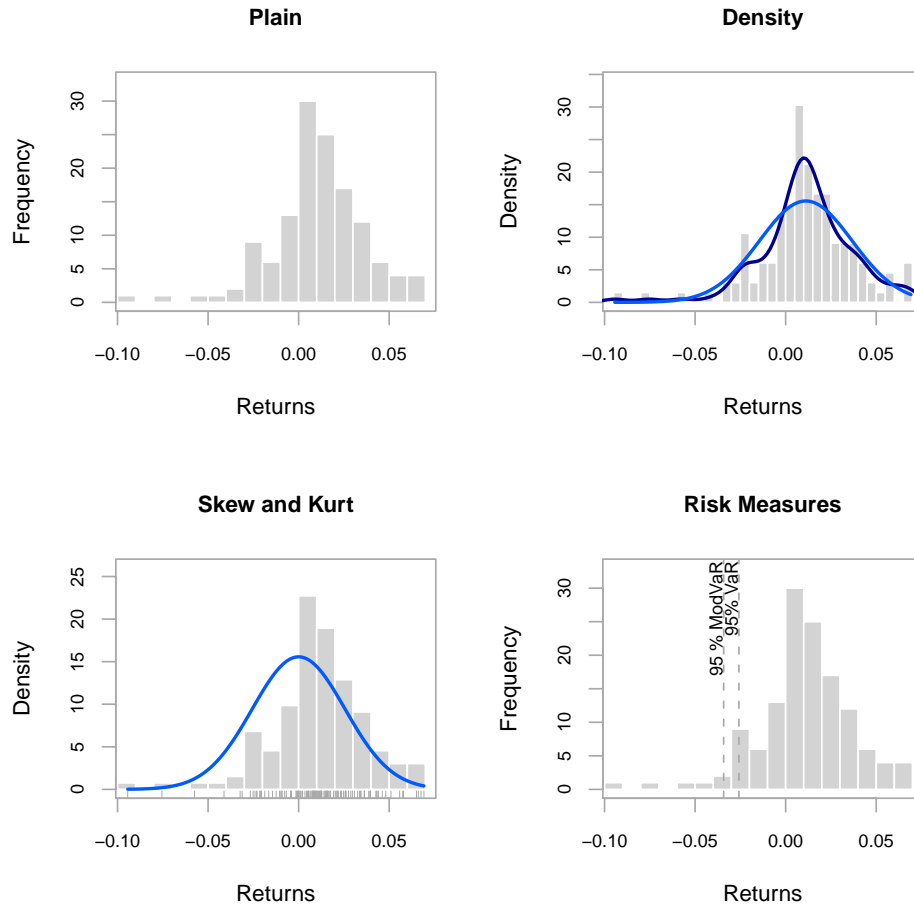 Plain
Frequency
30
20
10
5
0
−0.10
−0.05
0.00
0.05
Returns
Density
Density
30
20
10
5
0
−0.10
−0.05
0.00
0.05
Returns
Skew and Kurt
Density
25
20
15
10
5
0
−0.10
−0.05
0.00
0.05
Returns
Risk Measures
Frequency
30
20
10
5
0
95 % ModVaR
95% VaR
−0.10
−0.05
0.00
0.05
Returns